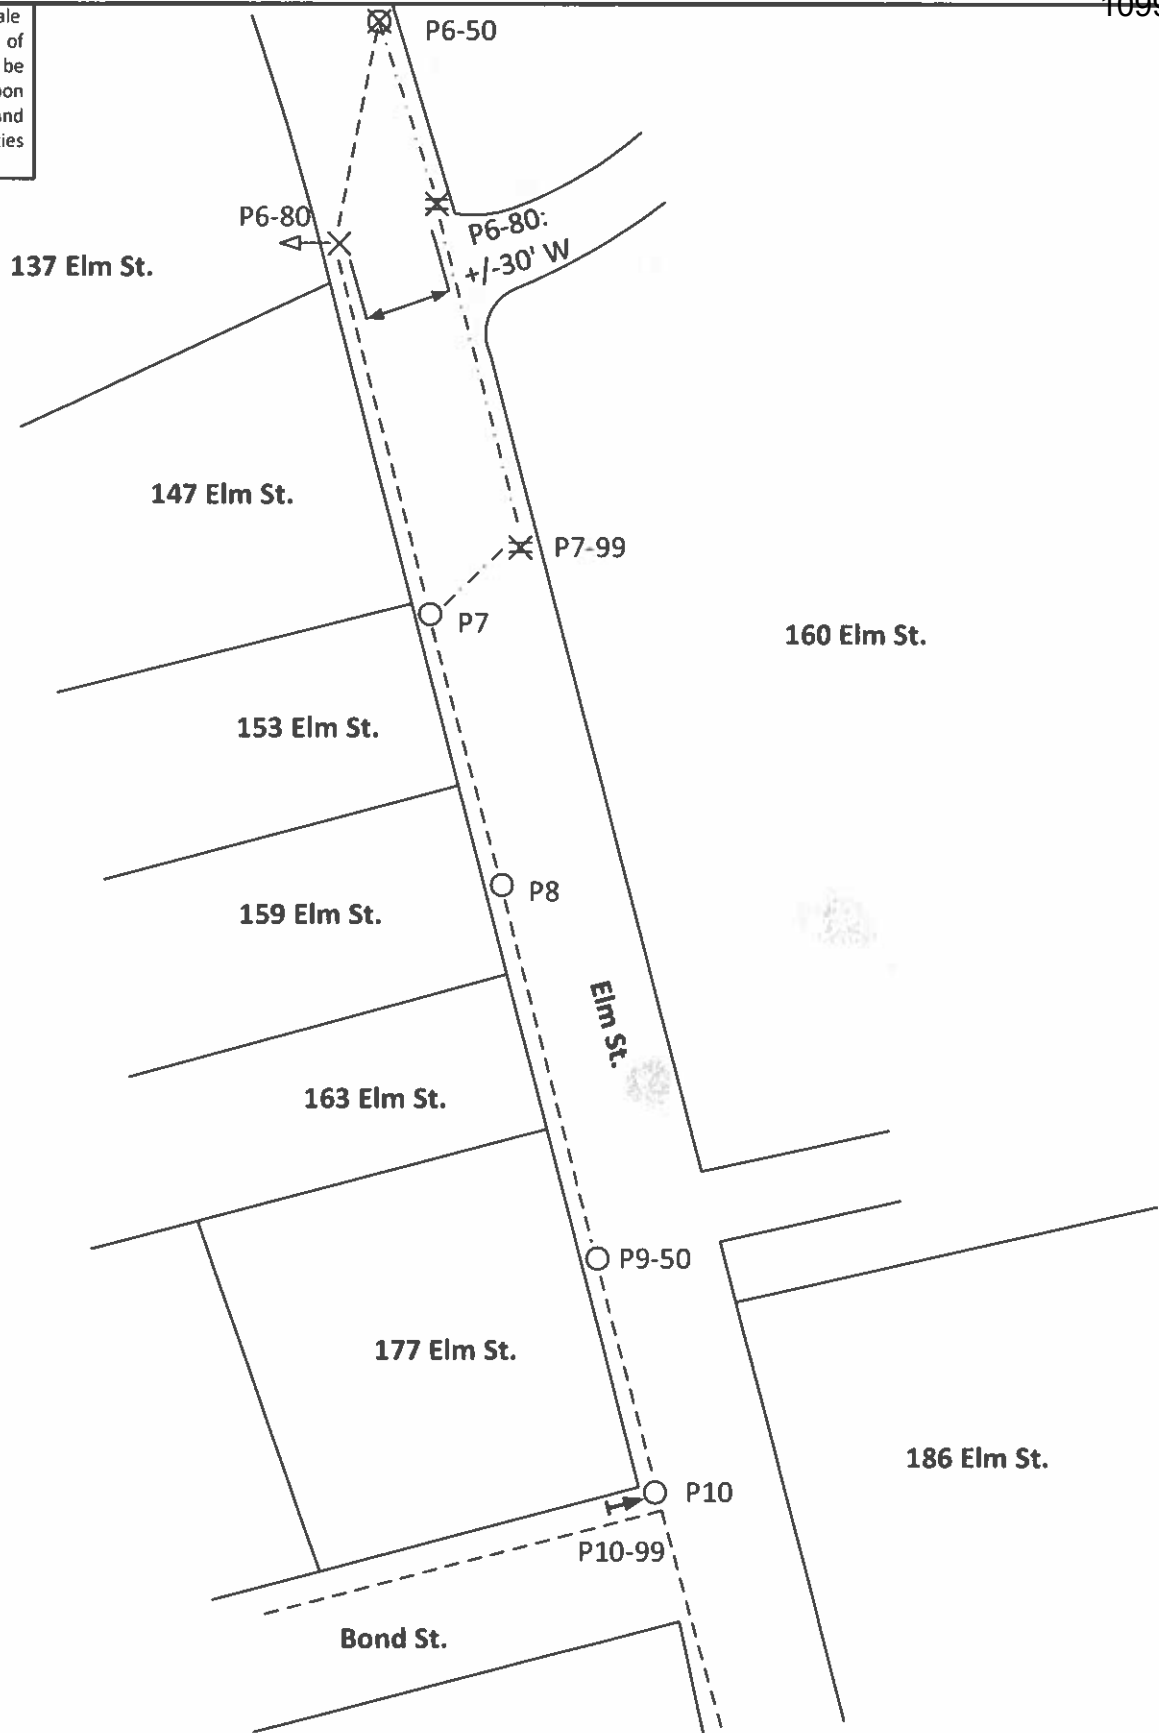 of
be
P6-50
P6-80
P6-80:
+/-30' W
137 Elm St.
147 Elm St.
P7-99
P7
160 Elm St.
153 Elm St.
P8
159 Elm St.
Elm St.
163 Elm St.
P9-50
177 Elm St.
186 Elm St.
P10
P10-99
Bond St.